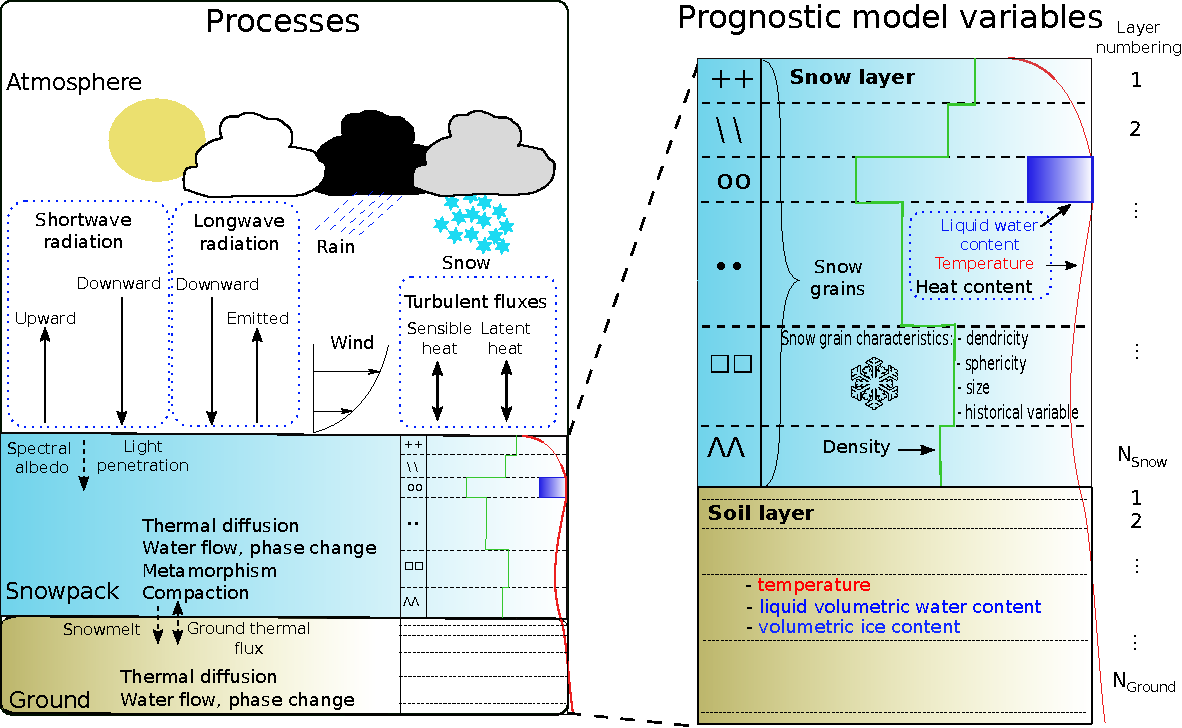 Processes
Atmosphere
Shortwave
radiation
Longwave
radiation
Rain
Snow
Downward
Downward
Upward
Emitted
Wind
Turbulent fluxes
Sensible
heat
Latent
heat
Spectral
albedo
Light
penetration
++
\\
oo
••
□□
ΛΛ
Thermal diffusion
Water flow, phase change
Metamorphism
Compaction
Snowpack
Snowmelt
Ground thermal
flux
Thermal diffusion
Water flow, phase change
Ground
Prognostic model variables
Layer
numbering
++
\\
oo
••
□□
ΛΛ
Snow layer
Liquid water
content
Temperature
Heat content
Snow
grains
Snow grain characteristics:
- dendricity
- sphericity
- size
- historical variable
Density
1
2
⋮
⋮
NSnow
Soil layer
- temperature
- liquid volumetric water content
- volumetric ice content
1
2
⋮
⋮
NGround